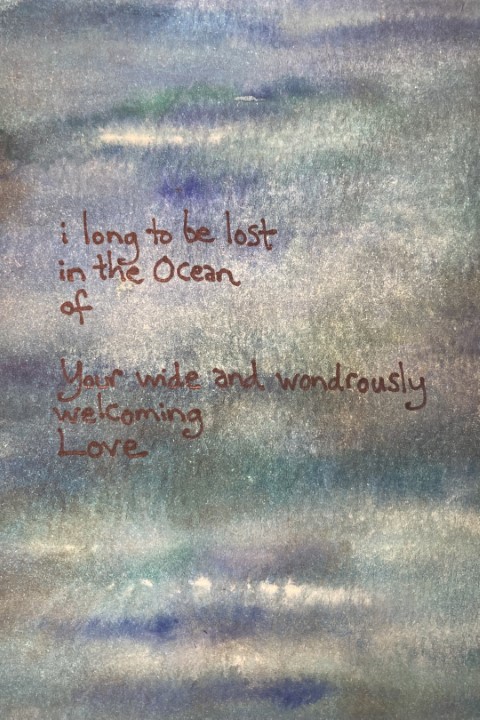 i long to be lost
in the Ocean
of
Your wide and wondrously
welcoming
Love